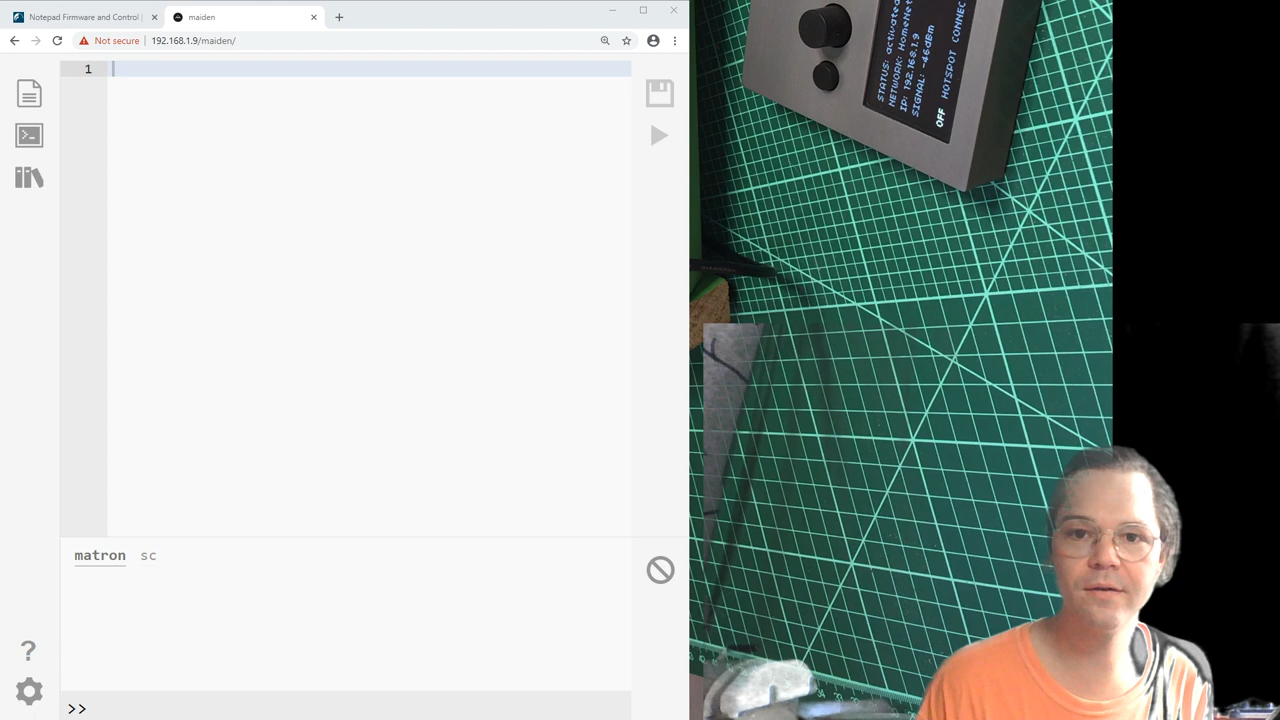 Notepad Firmware and Control |
maiden
Not secure
192.168.1.9/maiden/
1
matron sc
?
>>
STATUS: activated
NETWORK: HomeNet
IP: 192.168.1.9
SIGNAL: -46dBm
OFF HOTSPOT CONNEC